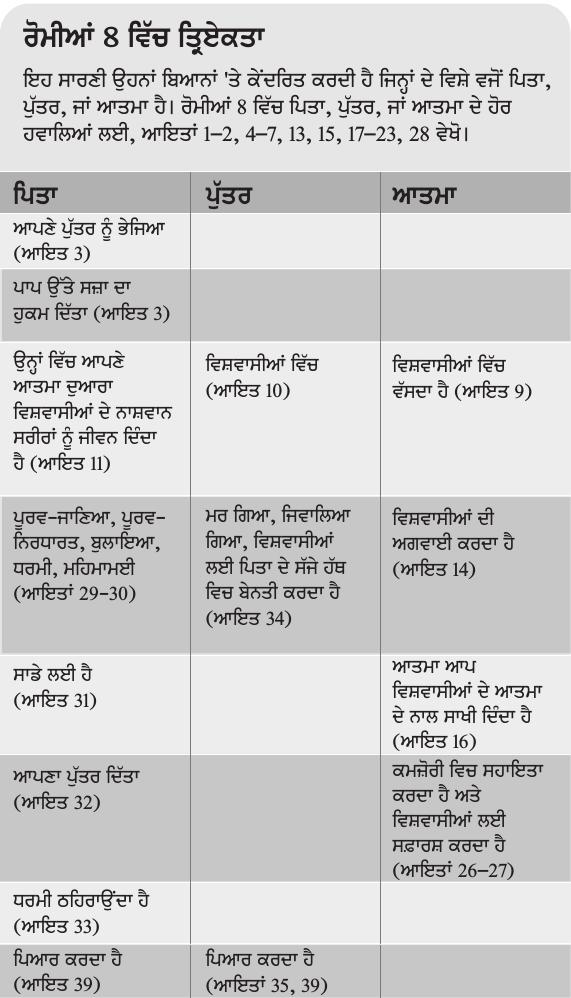 ਰੋਮੀਆਂ 8 ਵਿੱਚ ਤ੍ਰਿਏਕਤਾ
ਇਹ ਸਾਰਣੀ ਉਹਨਾਂ ਬਿਆਨਾਂ 'ਤੇ ਕੇਂਦਰਿਤ ਕਰਦੀ ਹੈ ਜਿਨ੍ਹਾਂ ਦੇ ਵਿਸ਼ੇ ਵਜੋਂ ਪਿਤਾ,
ਪੁੱਤਰ, ਜਾਂ ਆਤਮਾ ਹੈ। ਰੋਮੀਆਂ 8 ਵਿੱਚ ਪਿਤਾ, ਪੁੱਤਰ, ਜਾਂ ਆਤਮਾ ਦੇ ਹੋਰ
ਹਵਾਲਿਆਂ ਲਈ, ਆਇਤਾਂ 1–2, 4–7, 13, 15, 17–23, 28 ਵੇਖੋ।
ਪਿਤਾ
ਪੁੱਤਰ
ਆਤਮਾ
ਆਪਣੇ ਪੁੱਤਰ ਨੂੰ ਭੇਜਿਆ
(ਆਇਤ 3)
ਪਾਪ ਉੱਤੇ ਸਜ਼ਾ ਦਾ
ਹੁਕਮ ਦਿੱਤਾ (ਆਇਤ 3)
ਉਨ੍ਹਾਂ ਵਿੱਚ ਆਪਣੇ
ਆਤਮਾ ਦੁਆਰਾ
ਵਿਸ਼ਵਾਸੀਆਂ ਦੇ ਨਾਸ਼ਵਾਨ
ਸਰੀਰਾਂ ਨੂੰ ਜੀਵਨ ਦਿੰਦਾ
ਹੈ (ਆਇਤ 11)
ਵਿਸ਼ਵਾਸੀਆਂ ਵਿੱਚ
(ਆਇਤ 10)
ਵਿਸ਼ਵਾਸੀਆਂ ਵਿੱਚ
ਵੱਸਦਾ ਹੈ (ਆਇਤ 9)
ਪੂਰਵ-ਜਾਣਿਆ, ਪੂਰਵ-
ਨਿਰਧਾਰਤ, ਬੁਲਾਇਆ,
ਧਰਮੀ, ਮਹਿਮਾਮਈ
(ਆਇਤਾਂ 29-30)
ਮਰ ਗਿਆ, ਜਿਵਾਲਿਆ
ਗਿਆ, ਵਿਸ਼ਵਾਸੀਆਂ
ਲਈ ਪਿਤਾ ਦੇ ਸੱਜੇ ਹੱਥ
ਵਿਚ ਬੇਨਤੀ ਕਰਦਾ ਹੈ
(ਆਇਤ 34)
ਵਿਸ਼ਵਾਸੀਆਂ ਦੀ
ਅਗਵਾਈ ਕਰਦਾ ਹੈ
(ਆਇਤ 14)
ਸਾਡੇ ਲਈ ਹੈ
(ਆਇਤ 31)
ਆਤਮਾ ਆਪ
ਵਿਸ਼ਵਾਸੀਆਂ ਦੇ ਆਤਮਾ
ਦੇ ਨਾਲ ਸਾਖੀ ਦਿੰਦਾ ਹੈ
(ਆਇਤ 16)
ਆਪਣਾ ਪੁੱਤਰ ਦਿੱਤਾ
(ਆਇਤ 32)
ਕਮਜ਼ੋਰੀ ਵਿਚ ਸਹਾਇਤਾ
ਕਰਦਾ ਹੈ ਅਤੇ
ਵਿਸ਼ਵਾਸੀਆਂ ਲਈ
ਸਫ਼ਾਰਸ਼ ਕਰਦਾ ਹੈ
(ਆਇਤਾਂ 26–27)
ਧਰਮੀ ਠਹਿਰਾਉਂਦਾ ਹੈ
(ਆਇਤ 33)
ਪਿਆਰ ਕਰਦਾ ਹੈ
(ਆਇਤ 39)
ਪਿਆਰ ਕਰਦਾ ਹੈ
(ਆਇਤਾਂ 35, 39)